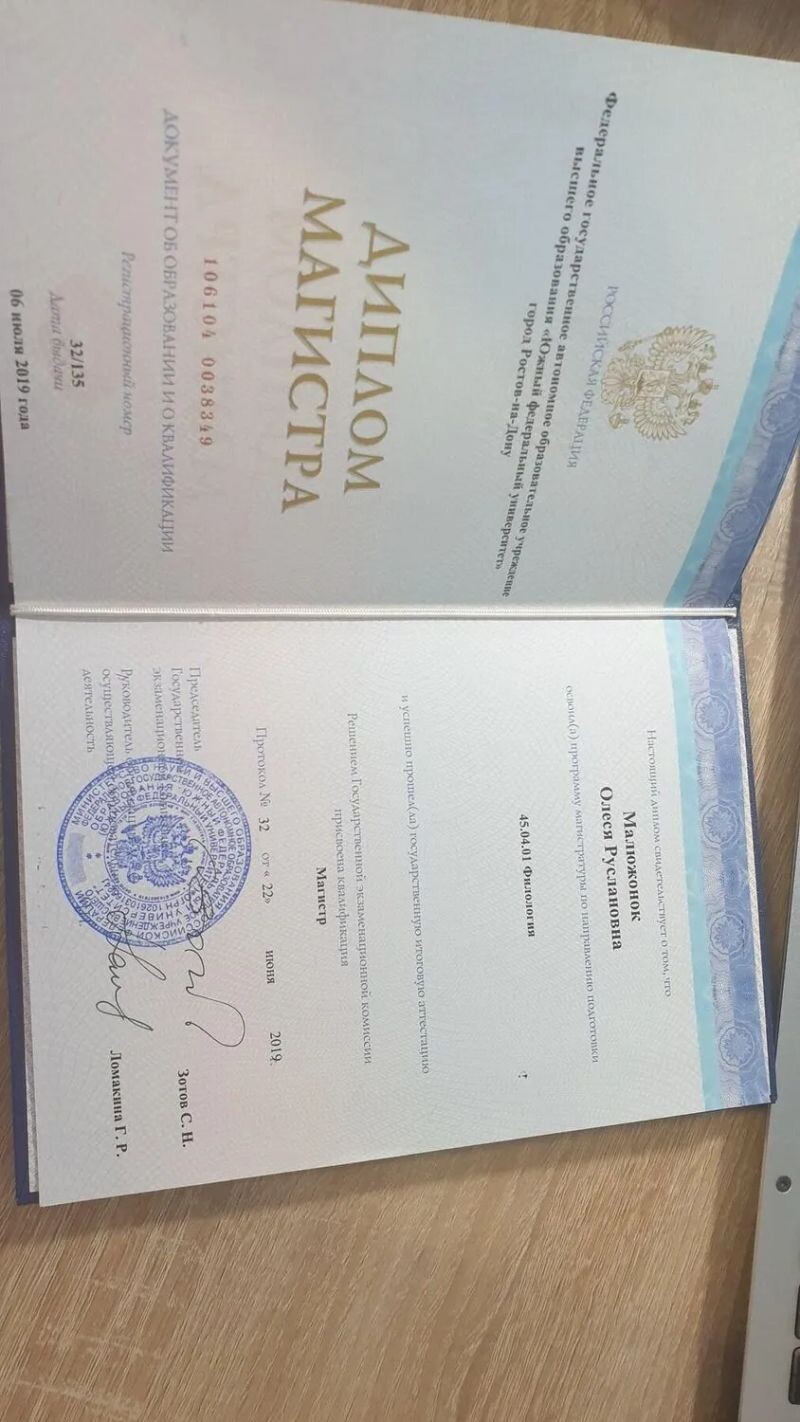 РОССИЙСКАЯ ФЕДЕРАЦИЯ
Федеральное государственное автономное образовательное учреждение
высшего образования «Южный федеральный университет»
город Ростов-на-Дону
ДИПЛОМ
МАГИСТРА
106104 0038349
ДОКУМЕНТ ОБ ОБРАЗОВАНИИ И О КВАЛИФИКАЦИИ
Регистрационный номер
32/135
Дата выдачи
06 июля 2019 года
Настоящий диплом свидетельствует о том, что
Малюжонок
Олеся Руслановна
освоил(а) программу магистратуры по направлению подготовки
45.04.01 Филология
и успешно прошел(ла) государственную итоговую аттестацию
Решением Государственной экзаменационной комиссии
присвоена квалификация
Магистр
Протокол № 32 от « 22» июня 2019.
Председатель
Зотов С. Н.
Руководитель
деятельность
Ломакина Г. Р.